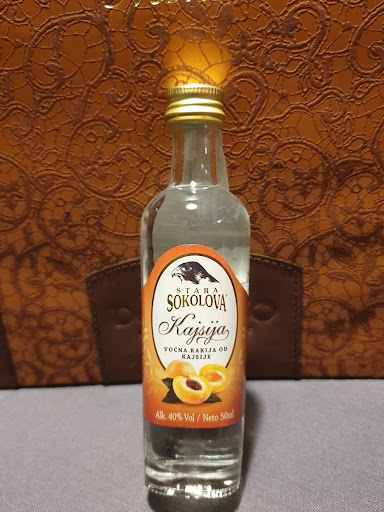 STARA
SOKOLOVA
Kajsija
VOĆNA RAKIJA OD
KAJSIJE
Alk. 40% Vol / Neto 50ml